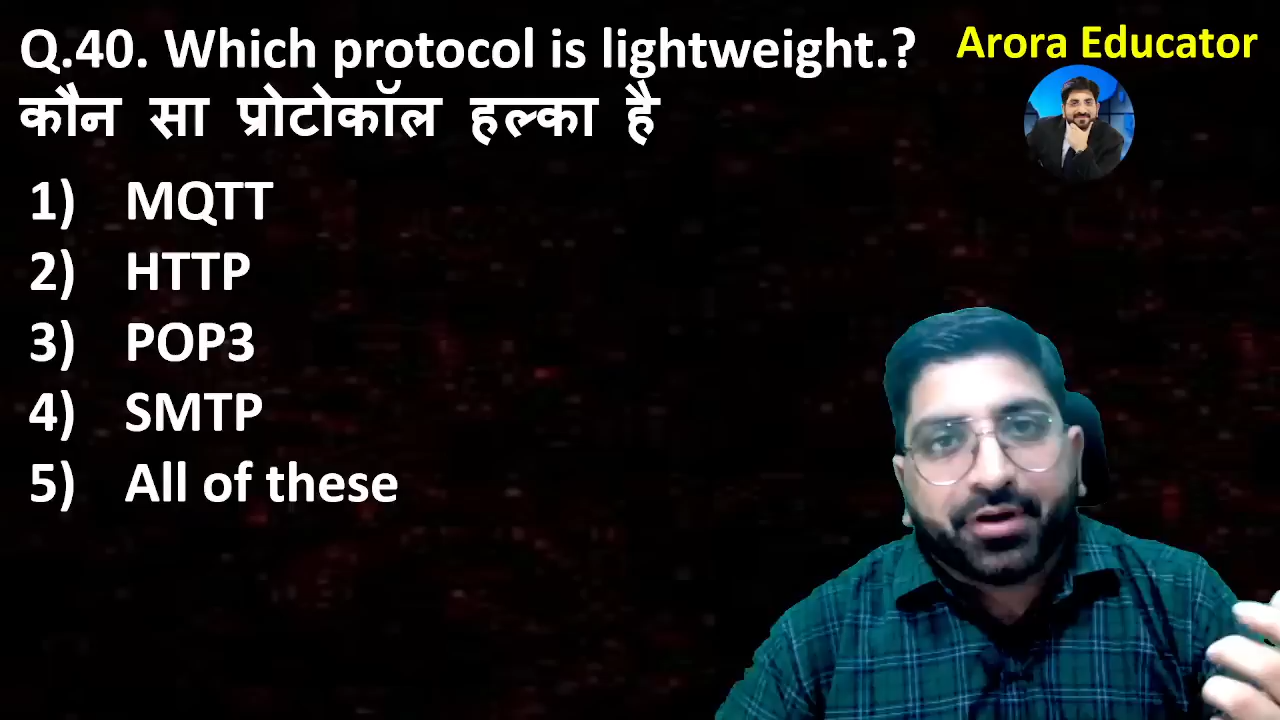 Q.40. Which protocol is lightweight.?
Arora Educator
कौन सा प्रोटोकॉल हल्का है
1) MQTT
2) HTTP
3) POP3
4) SMTP
5) All of these